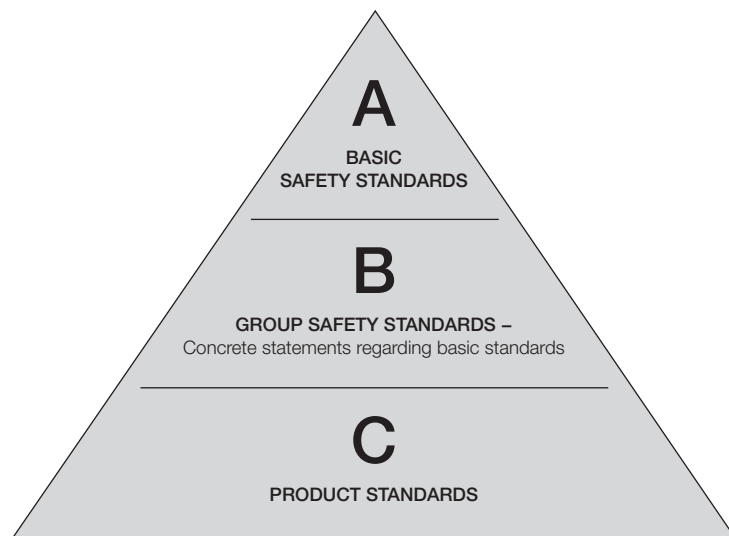 A
BASIC
SAFETY STANDARDS
B
GROUP SAFETY STANDARDS –
Concrete statements regarding basic standards
C
PRODUCT STANDARDS